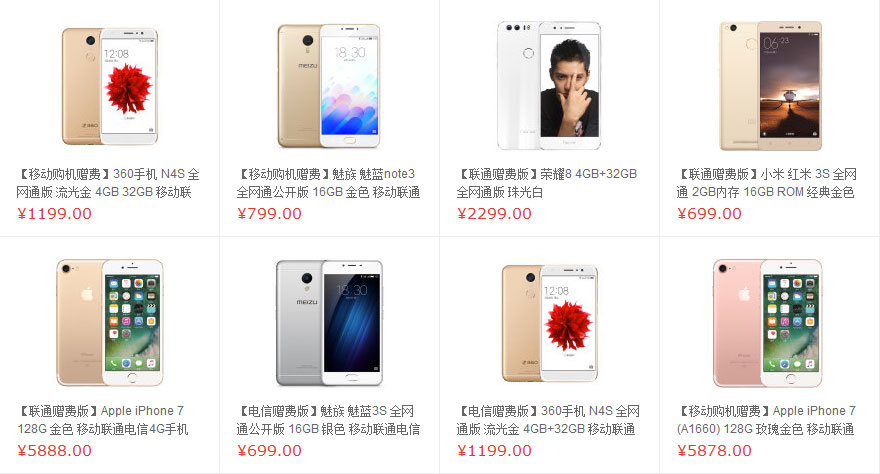 12:08
18:30
MEIZU
honor
06:23
【移动购机赠费】360手机 N4S 全
网通版 流光金 4GB 32GB 移动联
¥1199.00
【移动购机赠费】魅族 魅蓝note3
全网通公开版 16GB 金色 移动联通
¥799.00
【联通赠费版】荣耀8 4GB+32GB
全网通版 珠光白
¥2299.00
【联通赠费版】小米 红米 3S 全网
通 2GB内存 16GB ROM 经典金色
¥699.00
MEIZU
18:30
12:08
【联通赠费版】Apple iPhone 7
128G 金色 移动联通电信4G手机
¥5888.00
【电信赠费版】魅族 魅蓝3S 全网
通公开版 16GB 银色 移动联通电信
¥699.00
【电信赠费版】360手机 N4S 全网
通版 流光金 4GB+32GB 移动联通
¥1199.00
【移动购机赠费】Apple iPhone 7
(A1660) 128G 玫瑰金色 移动联通
¥5878.00